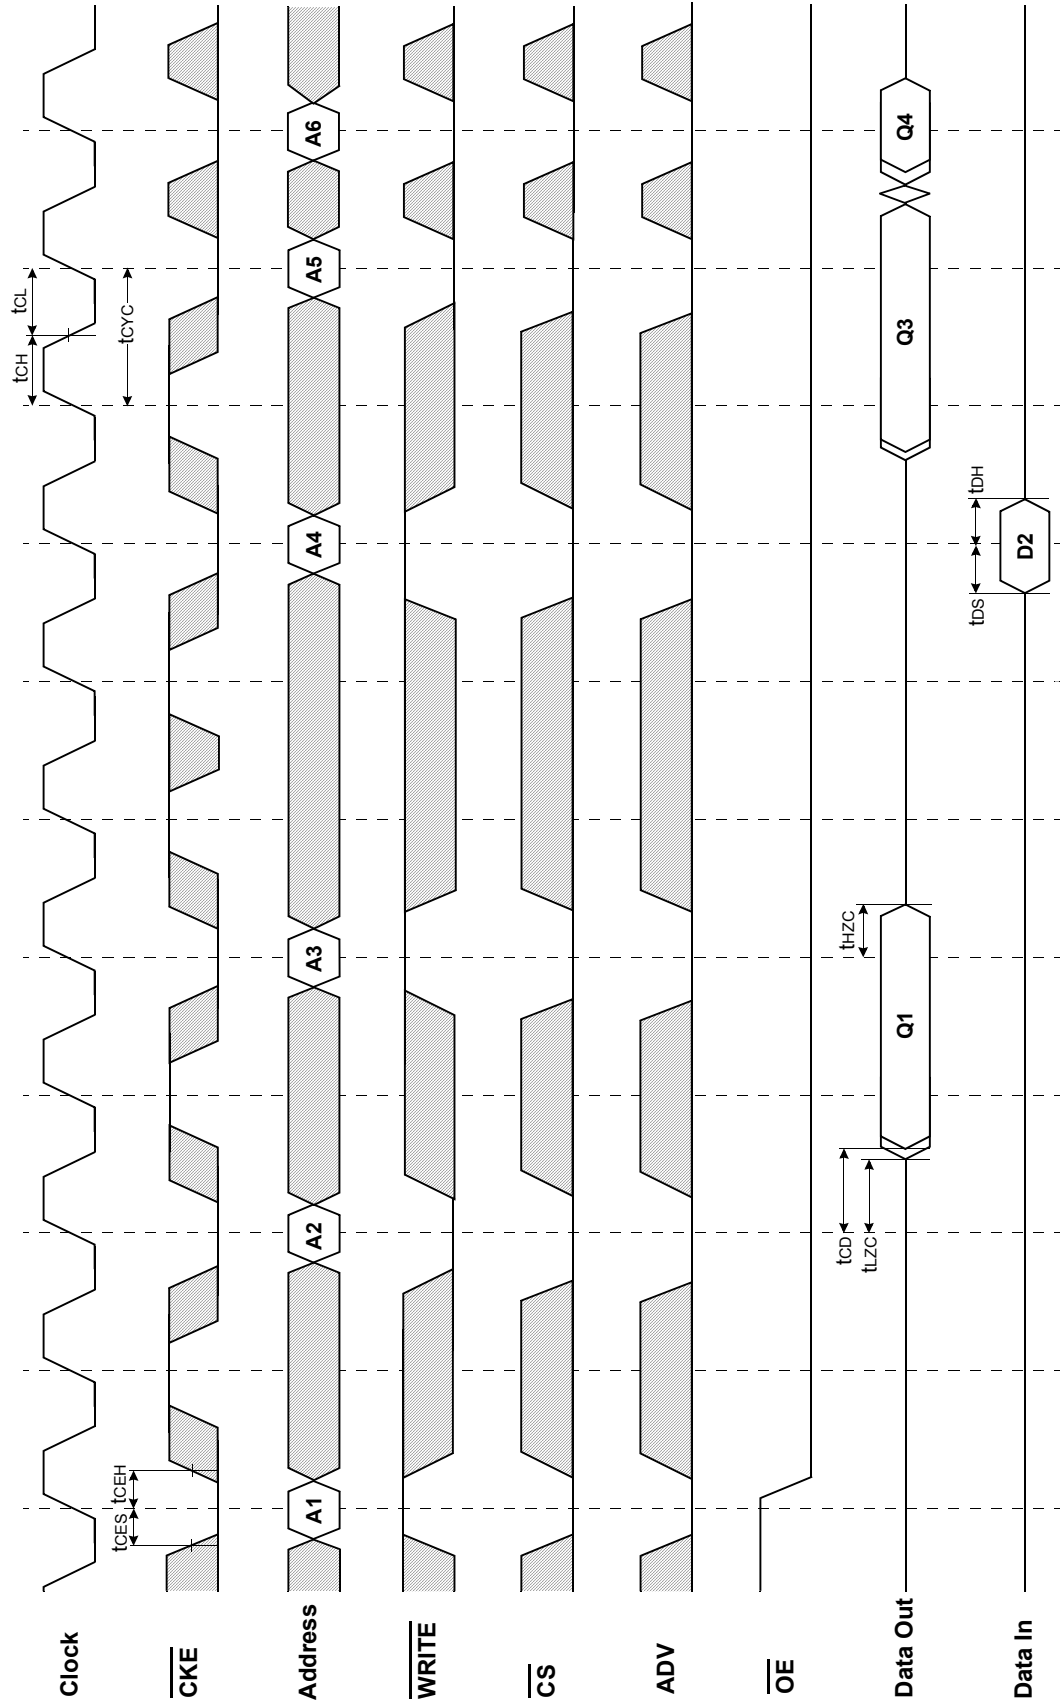 Clock
tCH tCL
tCES tCEH
tCYC
CKE
Address
A1 A2 A3 A4 A5 A6
WRITE
CS
ADV
OE
tCD
tHZC
tLZC
Data Out
Q1 Q3 Q4
tDS tDH
Data In
D2